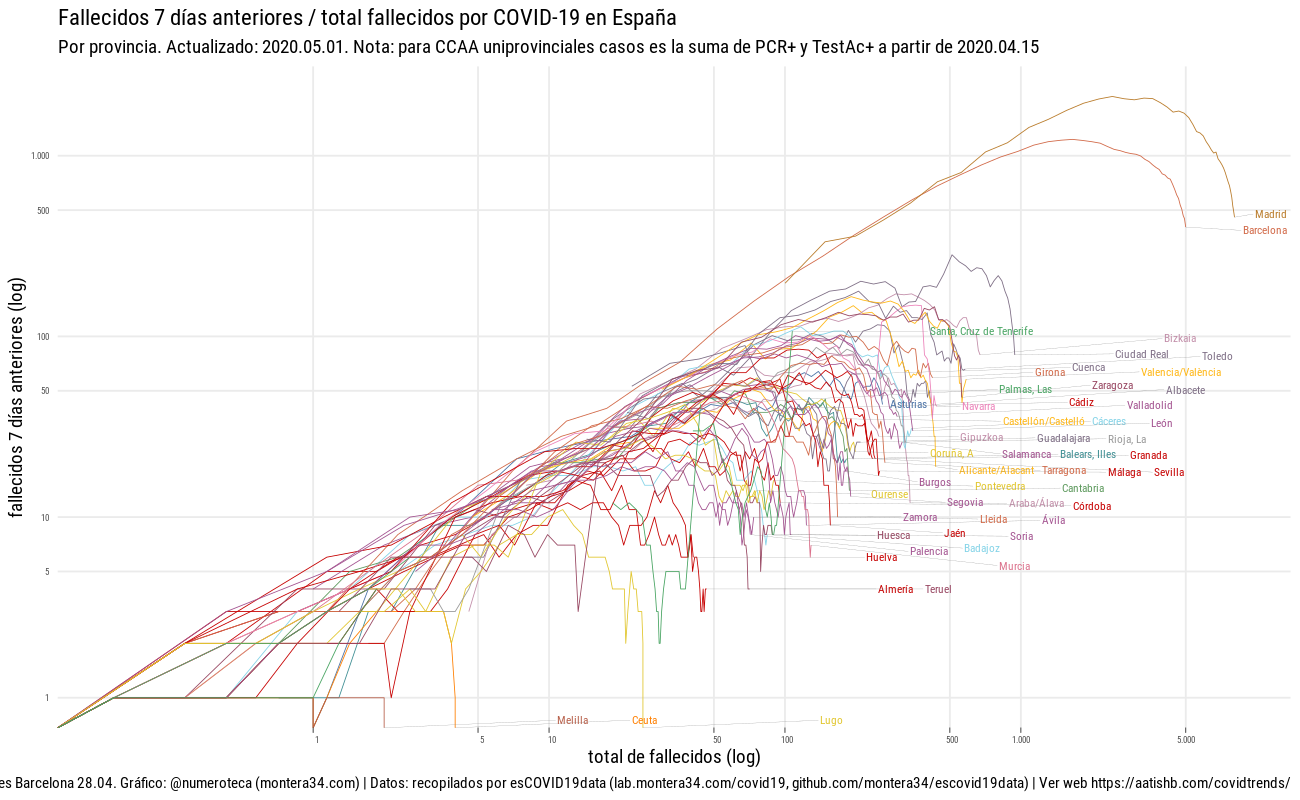 Fallecidos 7 días anteriores / total fallecidos por COVID-19 en España
Por provincia. Actualizado: 2020.05.01. Nota: para CCAA uniprovinciales casos es la suma de PCR+ y TestAc+ a partir de 2020.04.15
fallecidos 7 días anteriores (log)
1.000
500
100
50
10
5
1
Madrid
Barcelona
Santa, Cruz de Tenerife
Bizkaia
Ciudad Real
Toledo
Cuenca
Girona
Valencia/València
Zaragoza
Palmas, Las
Albacete
Asturias
Navarra
Cádiz
Valladolid
Castellón/Castelló
Cáceres
León
Gipuzkoa
Guadalajara
Rioja, La
Coruña, A
Salamanca
Balears, Illes
Granada
Alicante/Alacant
Tarragona
Málaga
Sevilla
Burgos
Pontevedra
Cantabria
Ourense
Segovia
Araba/Álava
Córdoba
Zamora
Lleida
Ávila
Huesca
Jaén
Soria
Palencia
Badajoz
Huelva
Murcia
Almería
Teruel
Melilla
Ceuta
Lugo
1
5
10
50
100
500
1.000
5.000
total de fallecidos (log)
es Barcelona 28.04. Gráfico: @numeroteca (montera34.com) | Datos: recopilados por esCOVID19data (lab.montera34.com/covid19, github.com/montera34/escovid19data) | Ver web https://aatishb.com/covidtrends/